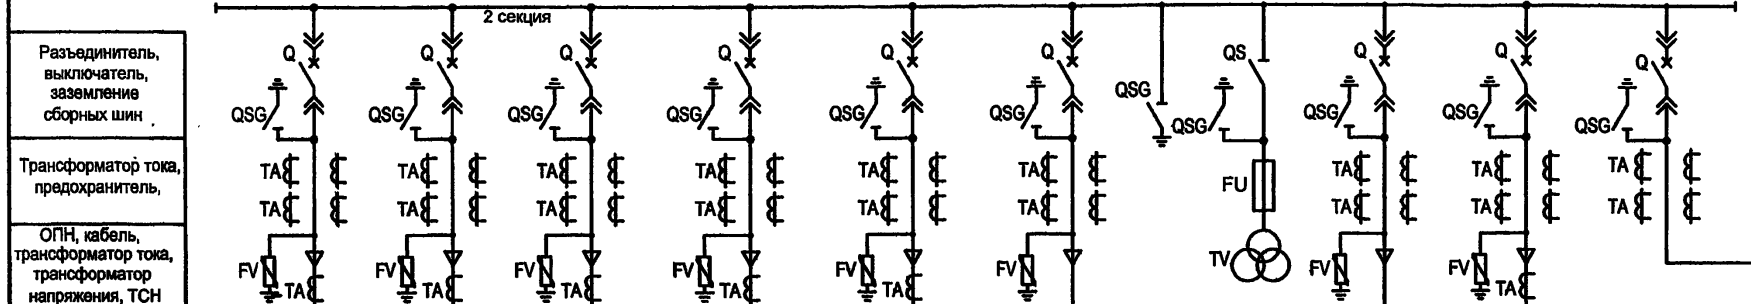 2 секция
Разъединитель,
выключатель,
заземление
сборных шин
Q Q Q Q Q Q QS Q Q Q
QSG QSG QSG QSG QSG QSG QSG QSG QSG QSG QSG
Трансформатор тока,
предохранитель,
TA TA TA TA TA TA TA TA TA
FU
TA TA TA TA TA TA TA TA TA
ОПН, кабель,
трансформатор тока,
трансформатор
напряжения, ТСН
FV FV FV FV FV FV TV FV FV
TA TA TA TA TA TA